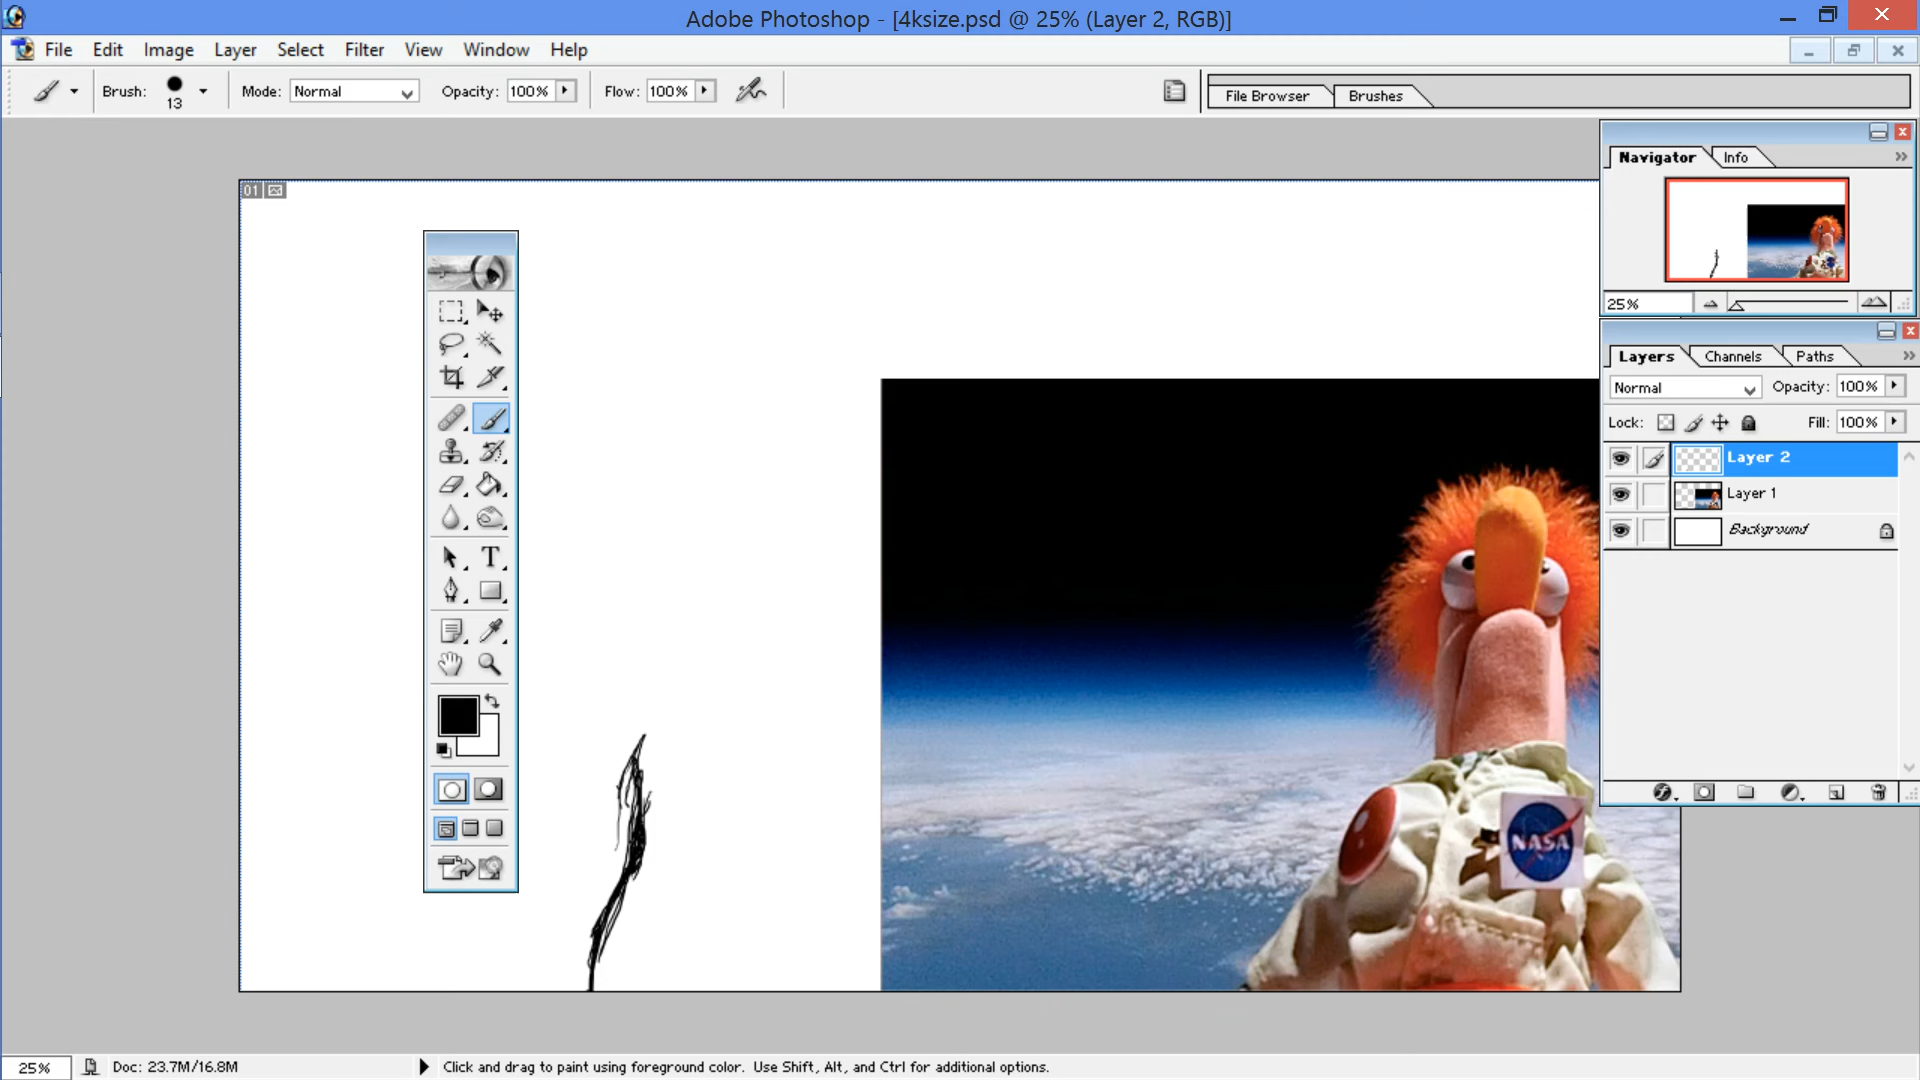 Adobe Photoshop - [4ksize.psd @ 25% (Layer 2, RGB)]
File Edit Image Layer Select Filter View Window Help
Brush: 13 Mode: Normal Opacity: 100% Flow: 100% File Browser Brushes
01
Navigator Info
25%
Layers Channels Paths
Normal Opacity: 100%
Lock: Fill: 100%
Layer 2
Layer 1
Background
T
NASA
25% Doc: 23.7M/16.8M Click and drag to paint using foreground color. Use Shift, Alt, and Ctrl for additional options.